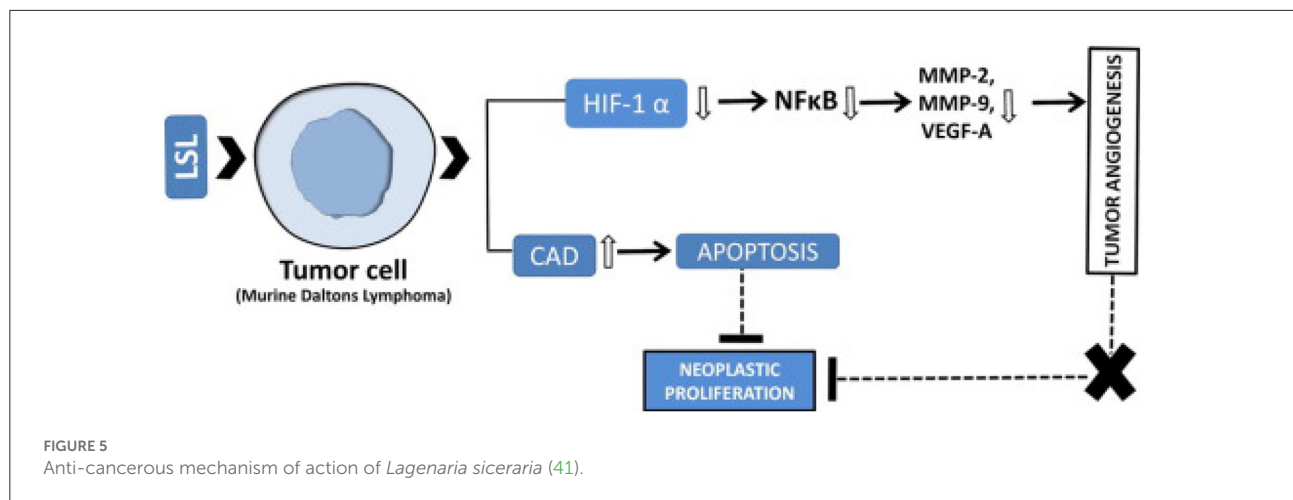 LSL
Tumor cell
(Murine Daltons Lymphoma)
HIF-1 α
NFκB
MMP-2,
MMP-9,
VEGF-A
TUMOR ANGIOGENESIS
CAD
APOPTOSIS
NEOPLASTIC
PROLIFERATION
FIGURE 5
Anti-cancerous mechanism of action of Lagenaria siceraria (41).